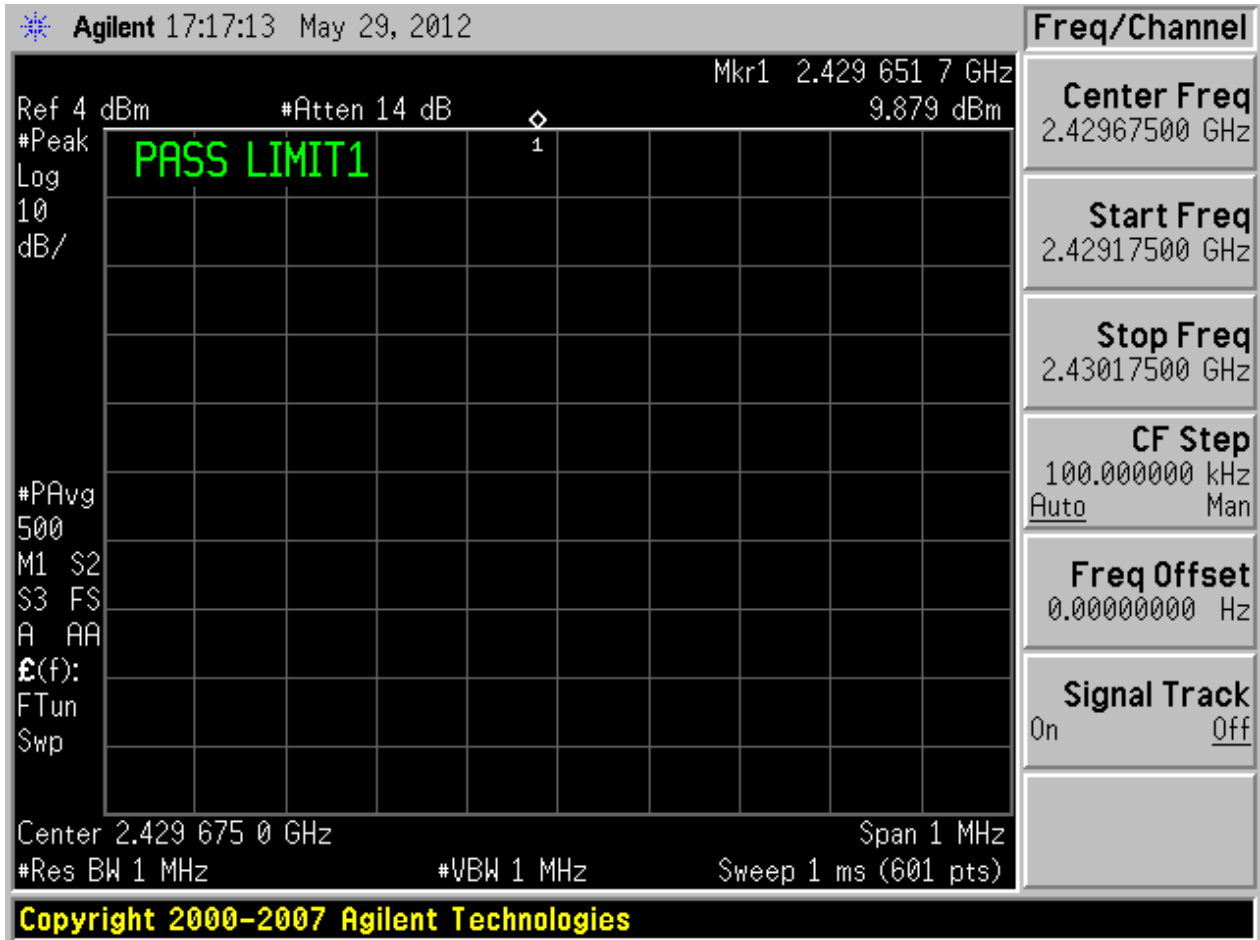 Agilent 17:17:13 May 29, 2012
Freq/Channel
Mkr1 2.429 651 7 GHz
Ref 4 dBm #Atten 14 dB 9.879 dBm
#Peak
Log
10
dB/
PASS LIMIT1
1
#PAvg
500
M1 S2
S3 FS
A AA
£(f):
FTun
Swp
Center 2.429 675 0 GHz Span 1 MHz
#Res BW 1 MHz #VBW 1 MHz Sweep 1 ms (601 pts)
Center Freq
2.42967500 GHz
Start Freq
2.42917500 GHz
Stop Freq
2.43017500 GHz
CF Step
100.000000 kHz
Auto Man
Freq Offset
0.00000000 Hz
Signal Track
On Off
Copyright 2000-2007 Agilent Technologies